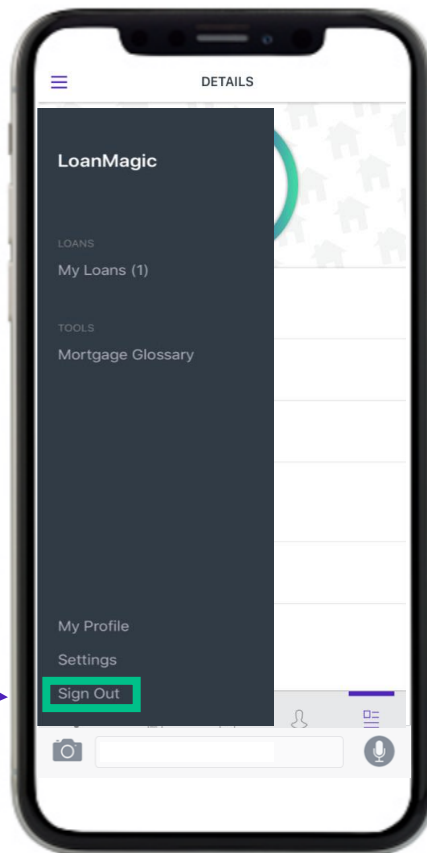 DETAILS
LoanMagic
LOANS
My Loans (1)
TOOLS
Mortgage Glossary
My Profile
Settings
Sign Out